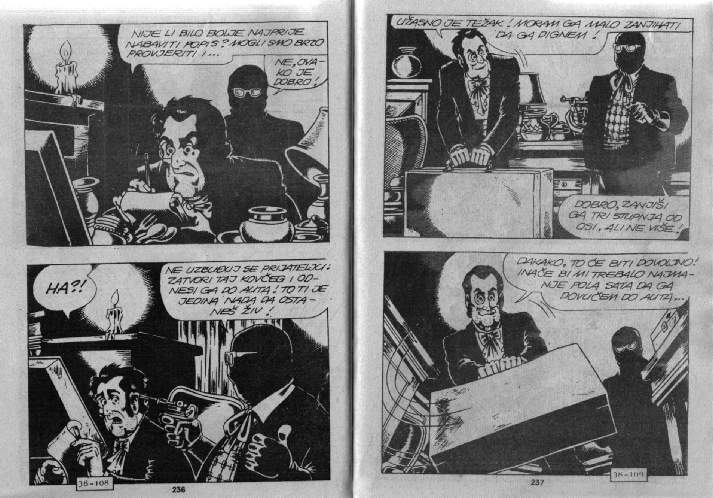 NIJE LI BILO BOLJE NAJPRIJE
NABAVITI POPIS? MOGLI SMO BRZO
PROVJERITI I...
NE, OVA-
KO JE
DOBRO!
HA?!
NE UZBUĐUJ SE PRIJATELJU!
ZATVORI TAJ KOVČEG I OD-
NESI GA DO AUTA! TO TI JE
JEDINA NADA DA OSTA-
NEŠ ŽIV!
38-108
236
UŽASNO JE TEŽAK! MORAM GA MALO ZANJIHATI
DA GA DIGNEM!
DOBRO, ZANJIŠI
GA TRI STUPNJA OD
OSI, ALI NE VIŠE!
DAKAKO, TO ĆE BITI DOVOLJNO!
INAČE BI MI TREBALO NAJMA-
NJE POLA SATA DA GA
DOVUČEM DO AUTA...
38-109
237